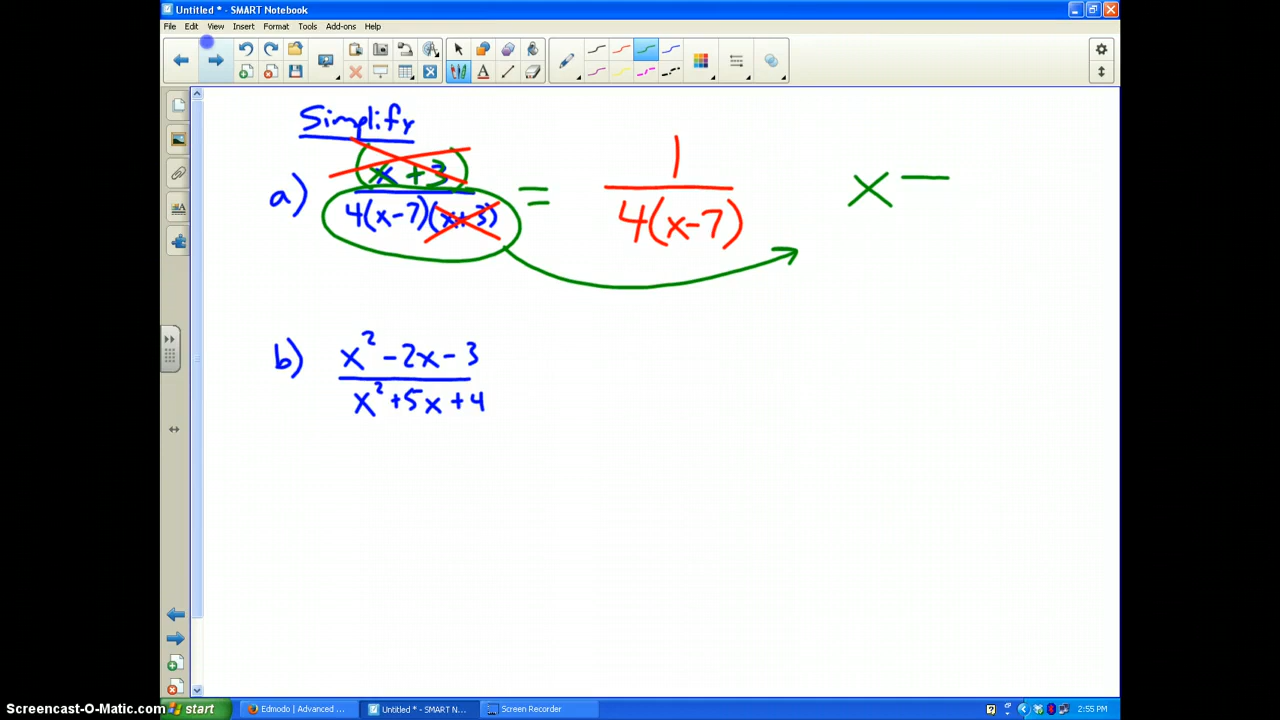 Untitled * - SMART Notebook
File Edit View Insert Format Tools Add-ons Help
Simplify
a) (x + 3)
4(x-7)(x+3)
=
1
4(x-7)
x —
b) x² - 2x - 3
x² + 5x + 4
Screencast-O-Matic.com
start
Edmodo | Advanced ...
Untitled * - SMART N...
Screen Recorder
2:55 PM